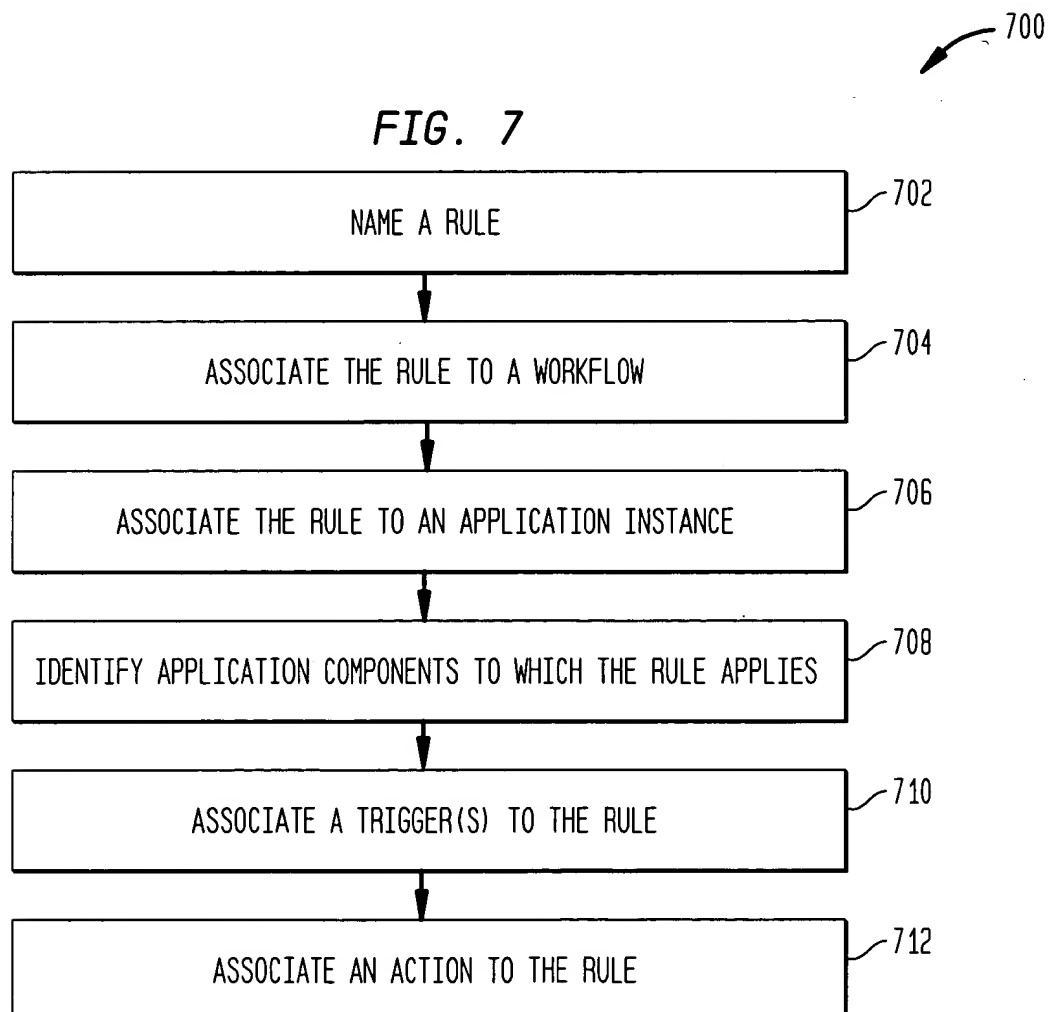 700
FIG. 7
NAME A RULE
702
ASSOCIATE THE RULE TO A WORKFLOW
704
ASSOCIATE THE RULE TO AN APPLICATION INSTANCE
706
IDENTIFY APPLICATION COMPONENTS TO WHICH THE RULE APPLIES
708
ASSOCIATE A TRIGGER(S) TO THE RULE
710
ASSOCIATE AN ACTION TO THE RULE
712